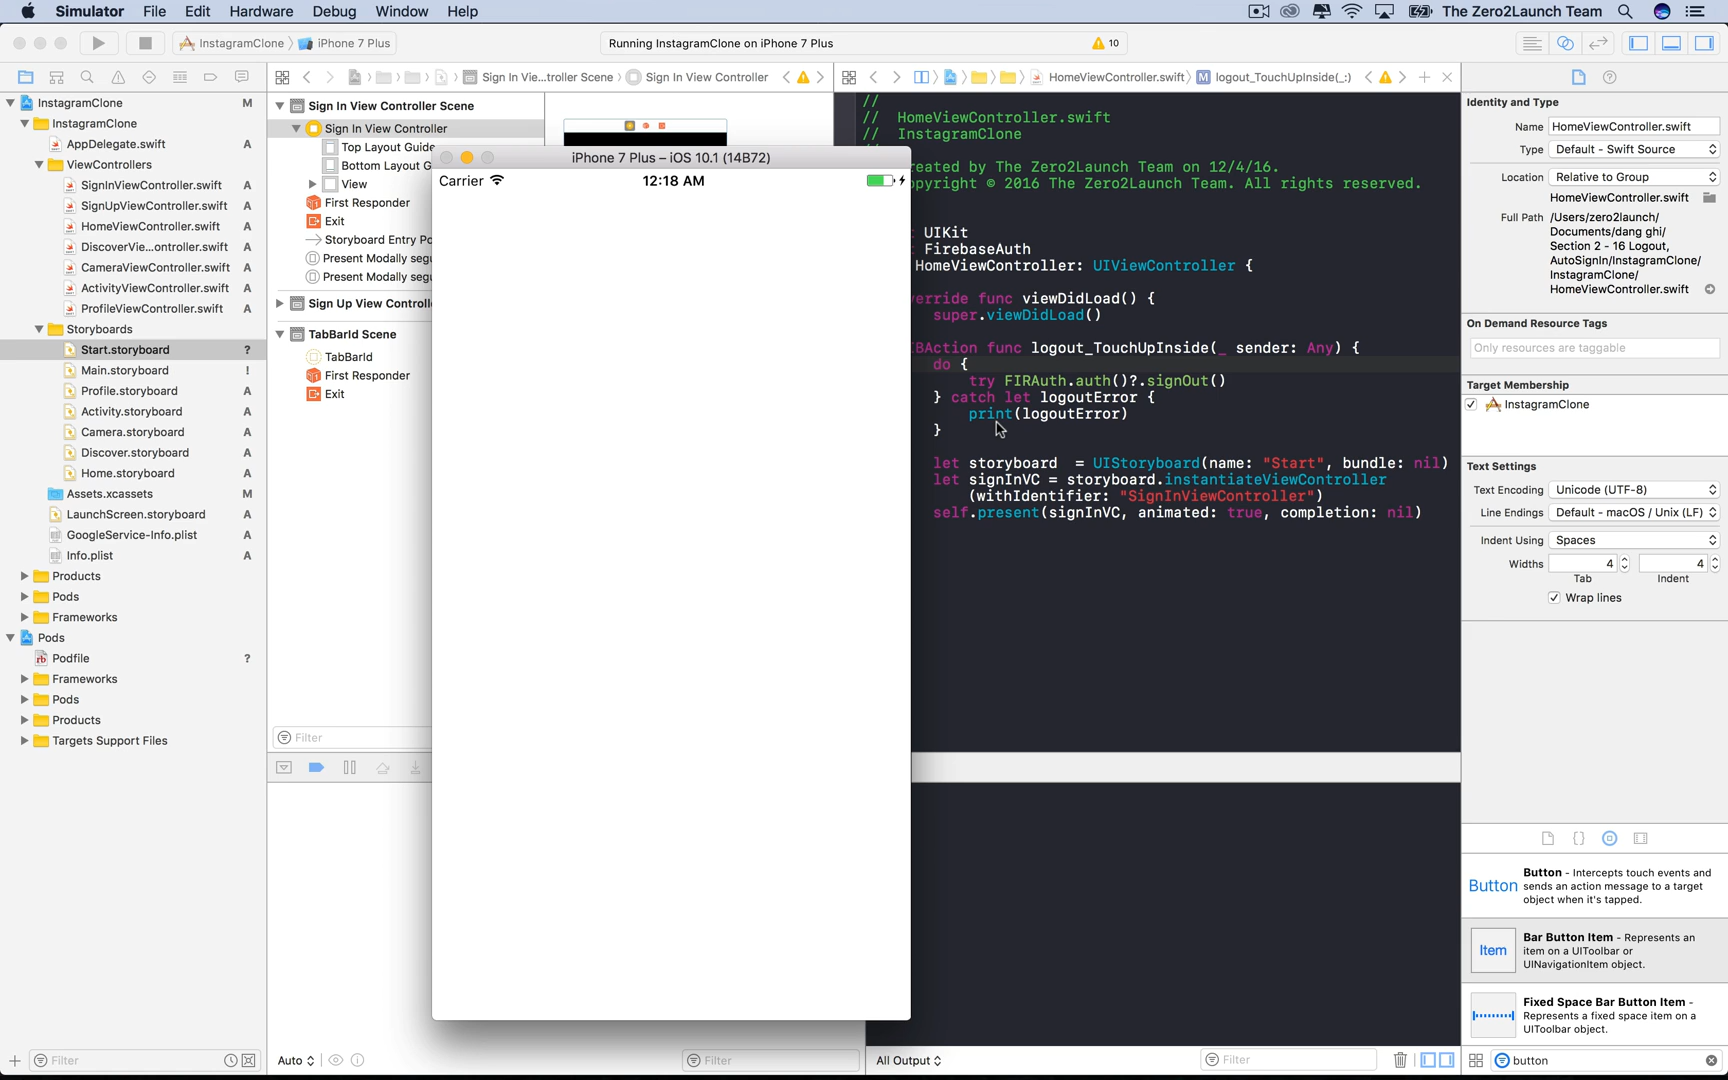 Simulator File Edit Hardware Debug Window Help The Zero2Launch Team
InstagramClone iPhone 7 Plus Running InstagramClone on iPhone 7 Plus 10
Sign In Vie...troller Scene Sign In View Controller HomeViewController.swift logout_TouchUpInside(_:)
InstagramClone M
InstagramClone
AppDelegate.swift A
ViewControllers
SignInViewController.swift A
SignUpViewController.swift A
HomeViewController.swift A
DiscoverVie...ontroller.swift A
CameraViewController.swift A
ActivityViewController.swift A
ProfileViewController.swift A
Storyboards
Start.storyboard ?
Main.storyboard !
Profile.storyboard A
Activity.storyboard A
Camera.storyboard A
Discover.storyboard A
Home.storyboard A
Assets.xcassets M
LaunchScreen.storyboard A
GoogleService-Info.plist A
Info.plist A
Products
Pods
Frameworks
Pods
Podfile ?
Frameworks
Pods
Products
Targets Support Files
Filter
Sign In View Controller Scene
Sign In View Controller
Top Layout Guide
Bottom Layout G
View
First Responder
Exit
Storyboard Entry Po
Present Modally segu
Present Modally segu
Sign Up View Controll
TabBarId Scene
TabBarId
First Responder
Exit
Filter
Auto
Filter
iPhone 7 Plus – iOS 10.1 (14B72)
Carrier 12:18 AM
//
// HomeViewController.swift
// InstagramClone
//
reated by The Zero2Launch Team on 12/4/16.
pyright © 2016 The Zero2Launch Team. All rights reserved.
t UIKit
t FirebaseAuth
HomeViewController: UIViewController {
erride func viewDidLoad() {
super.viewDidLoad()
BAction func logout_TouchUpInside(_ sender: Any) {
do {
try FIRAuth.auth()?.signOut()
} catch let logoutError {
print(logoutError)
}
let storyboard = UIStoryboard(name: "Start", bundle: nil)
let signInVC = storyboard.instantiateViewController
(withIdentifier: "SignInViewController")
self.present(signInVC, animated: true, completion: nil)
All Output
Filter
Identity and Type
Name HomeViewController.swift
Type Default - Swift Source
Location Relative to Group
HomeViewController.swift
Full Path /Users/zero2launch/
Documents/dang ghi/
Section 2 - 16 Logout,
AutoSignIn/InstagramClone/
InstagramClone/
HomeViewController.swift
On Demand Resource Tags
Only resources are taggable
Target Membership
InstagramClone
Text Settings
Text Encoding Unicode (UTF-8)
Line Endings Default - macOS / Unix (LF)
Indent Using Spaces
Widths 4 4
Tab Indent
Wrap lines
Button
Button - Intercepts touch events and
sends an action message to a target
object when it's tapped.
Item
Bar Button Item - Represents an
item on a UIToolbar or
UINavigationItem object.
Fixed Space Bar Button Item -
Represents a fixed space item on a
UIToolbar object.
button